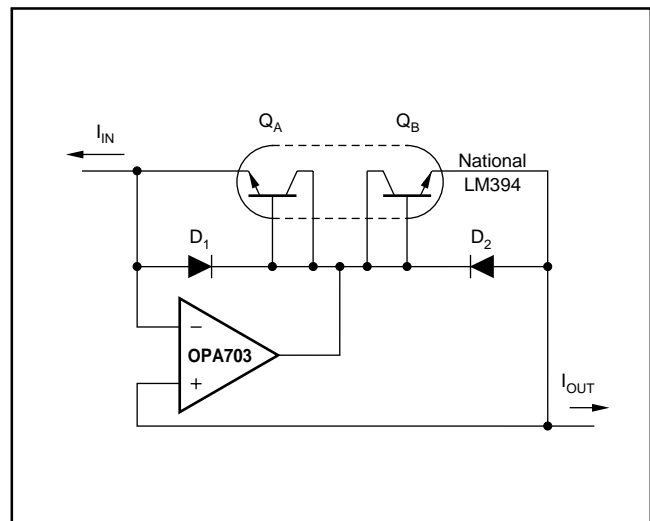 Q_A
Q_B
I_IN
National
LM394
D_1
D_2
−
OPA703
+
I_OUT